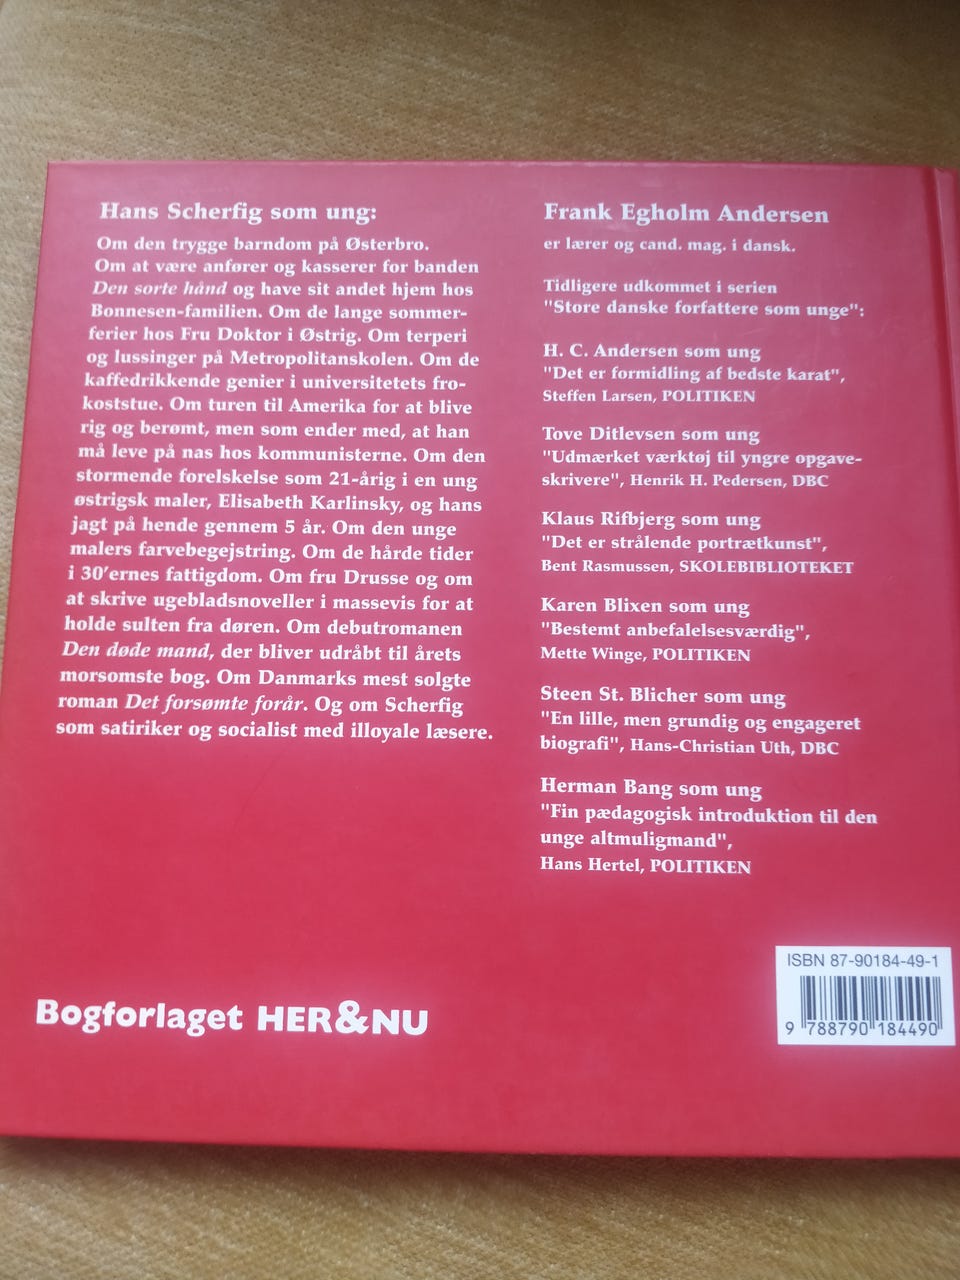 Hans Scherfig som ung:
Om den trygge barndom på Østerbro.
Om at være anfører og kasserer for banden
Den sorte hånd og have sit andet hjem hos
Bonnesen-familien. Om de lange sommer-
ferier hos Fru Doktor i Østrig. Om terperi
og lussinger på Metropolitanskolen. Om de
kaffedrikkende genier i universitetets fro-
koststue. Om turen til Amerika for at blive
rig og berømt, men som ender med, at han
må leve på nas hos kommunisterne. Om den
stormende forelskelse som 21-årig i en ung
østrigsk maler, Elisabeth Karlinsky, og hans
jagt på hende gennem 5 år. Om den unge
malers farvebegejstring. Om de hårde tider
i 30'ernes fattigdom. Om fru Drusse og om
at skrive ugebladsnoveller i massevis for at
holde sulten fra døren. Om debutromanen
Den døde mand, der bliver udråbt til årets
morsomste bog. Om Danmarks mest solgte
roman Det forsømte forår. Og om Scherfig
som satiriker og socialist med illoyale læsere.
Bogforlaget HER&NU
Frank Egholm Andersen
er lærer og cand. mag. i dansk.
Tidligere udkommet i serien
"Store danske forfattere som unge":
H. C. Andersen som ung
"Det er formidling af bedste karat",
Steffen Larsen, POLITIKEN
Tove Ditlevsen som ung
"Udmærket værktøj til yngre opgave-
skrivere", Henrik H. Pedersen, DBC
Klaus Rifbjerg som ung
"Det er strålende portrætkunst",
Bent Rasmussen, SKOLEBIBLIOTEKET
Karen Blixen som ung
"Bestemt anbefalelsesværdig",
Mette Winge, POLITIKEN
Steen St. Blicher som ung
"En lille, men grundig og engageret
biografi", Hans-Christian Uth, DBC
Herman Bang som ung
"Fin pædagogisk introduktion til den
unge altmuligmand",
Hans Hertel, POLITIKEN
ISBN 87-90184-49-1
9 788790 184490